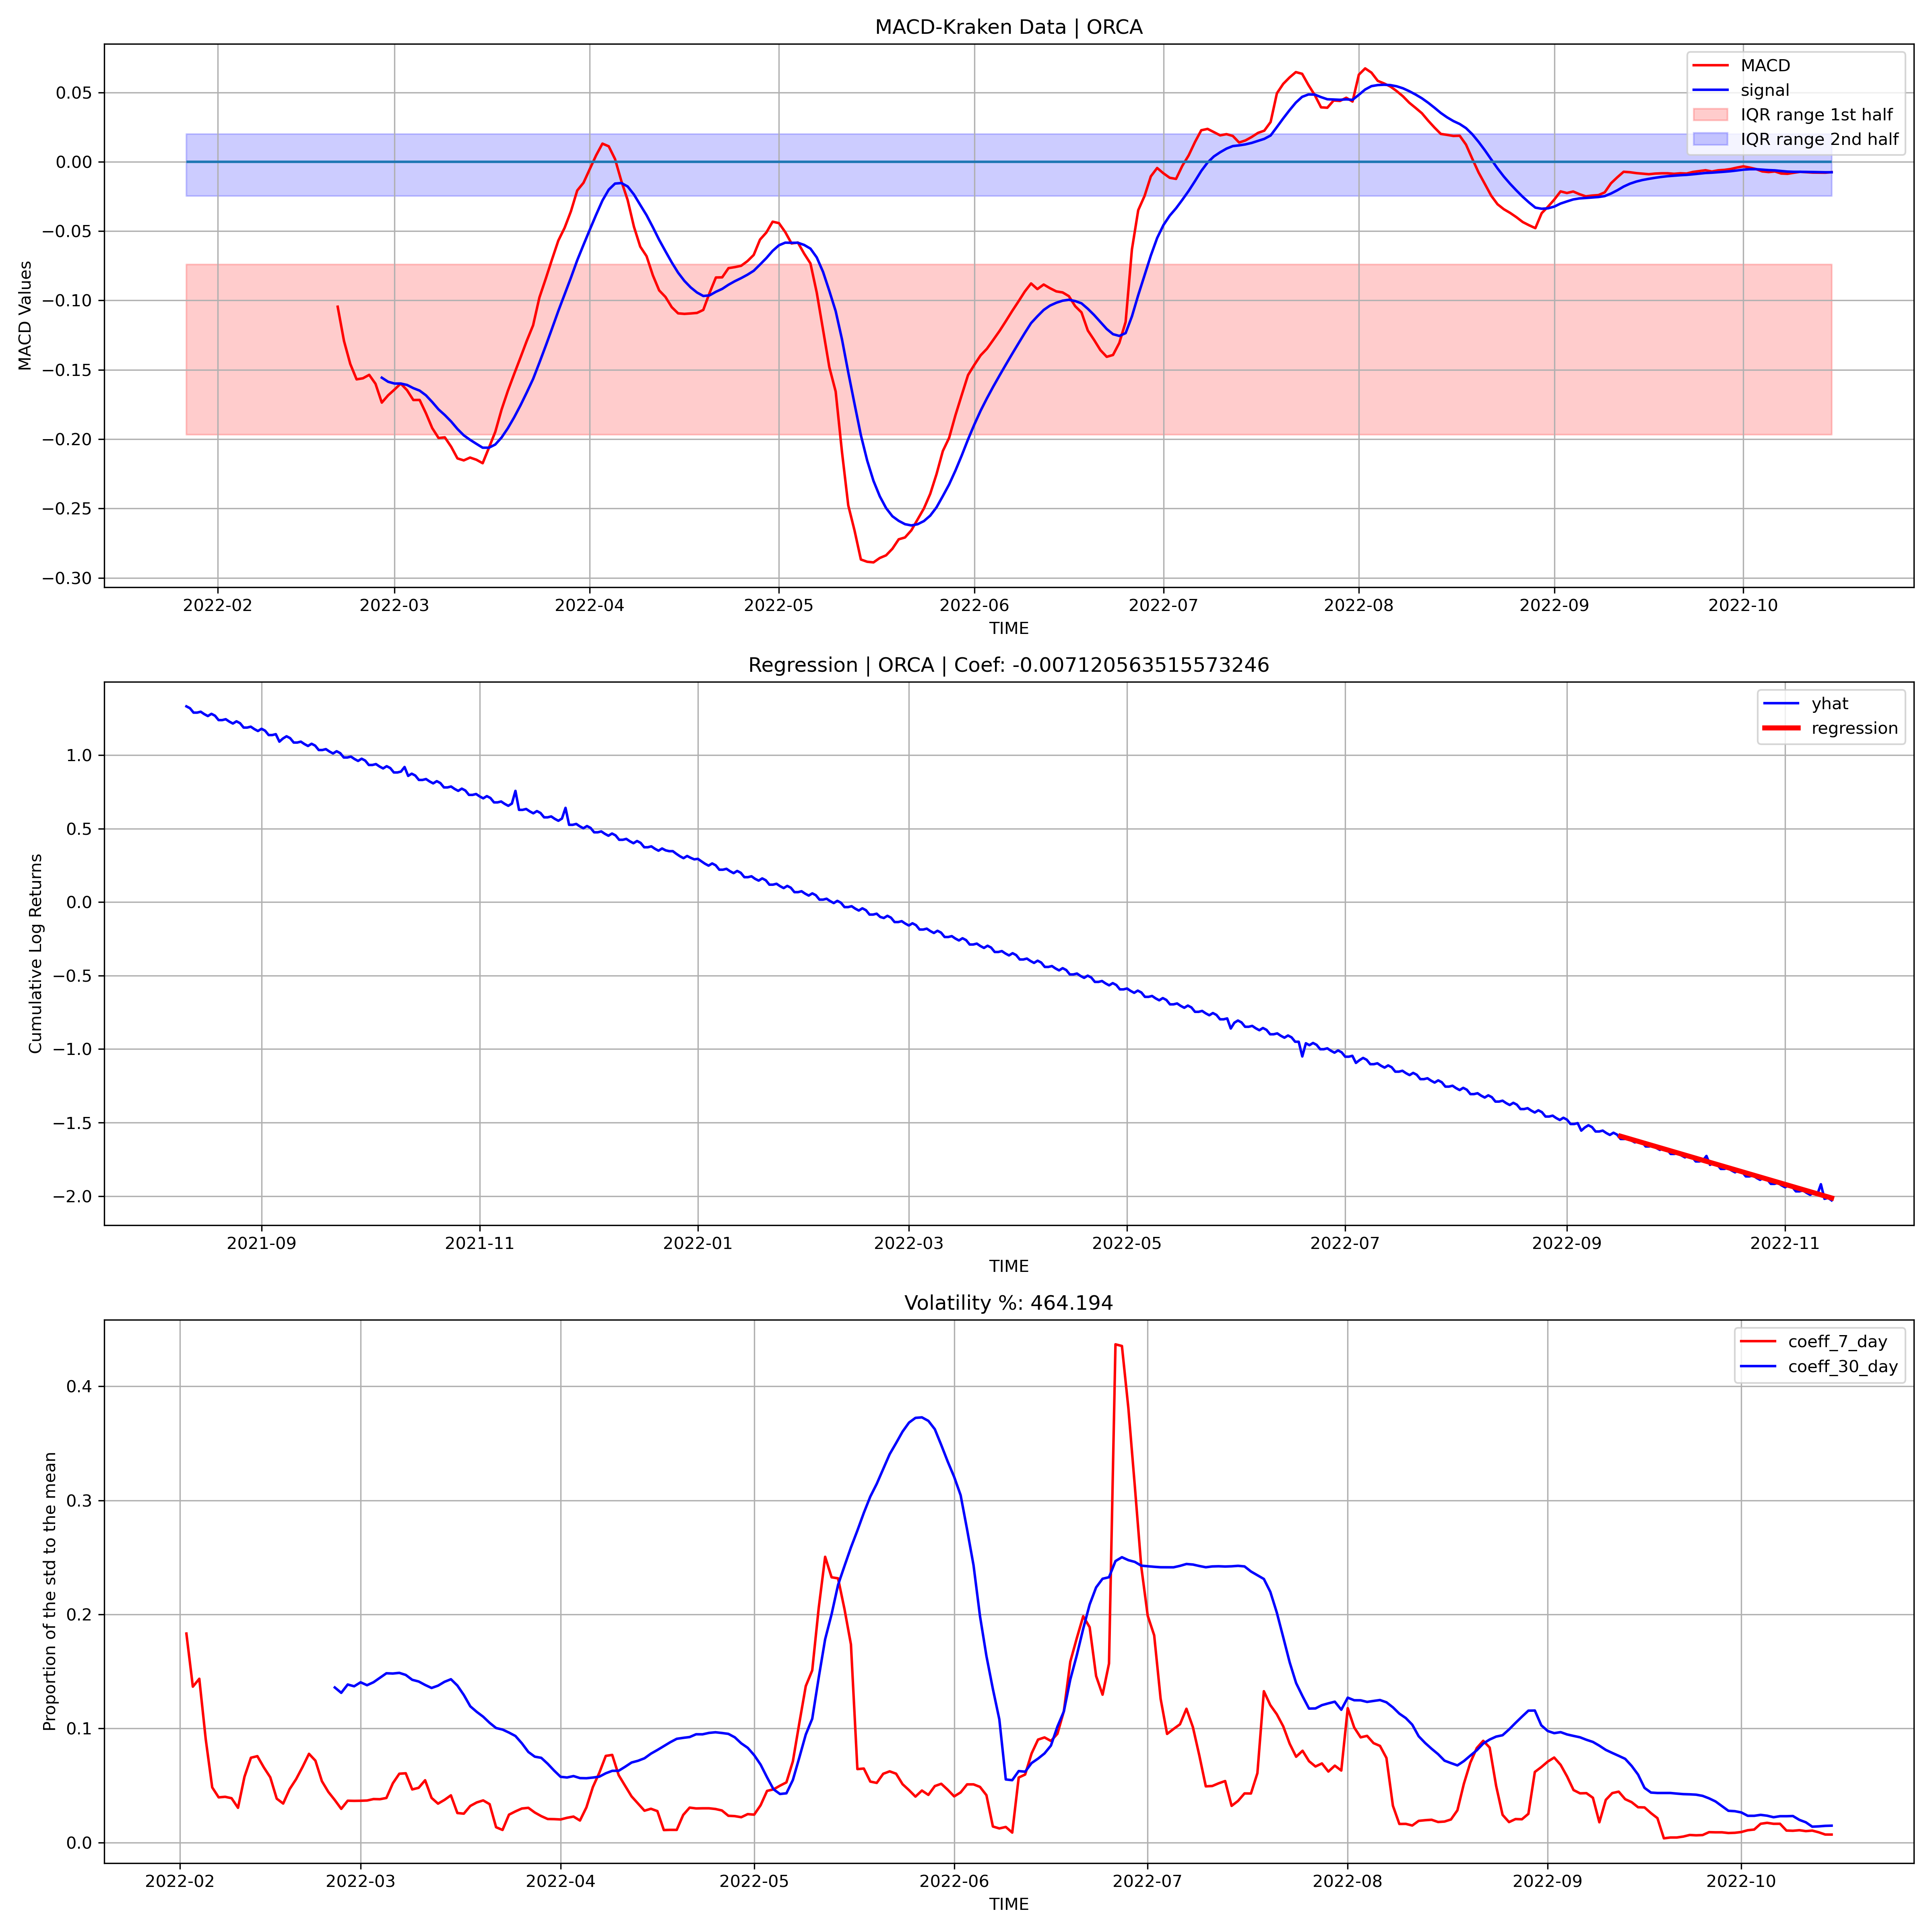 MACD-Kraken Data | ORCA
MACD Values
0.05
0.00
−0.05
−0.10
−0.15
−0.20
−0.25
−0.30
MACD
signal
IQR range 1st half
IQR range 2nd half
2022-02 2022-03 2022-04 2022-05 2022-06 2022-07 2022-08 2022-09 2022-10
TIME
Regression | ORCA | Coef: -0.007120563515573246
Cumulative Log Returns
1.0
0.5
0.0
−0.5
−1.0
−1.5
−2.0
yhat
regression
2021-09 2021-11 2022-01 2022-03 2022-05 2022-07 2022-09 2022-11
TIME
Volatility %: 464.194
Proportion of the std to the mean
0.4
0.3
0.2
0.1
0.0
coeff_7_day
coeff_30_day
2022-02 2022-03 2022-04 2022-05 2022-06 2022-07 2022-08 2022-09 2022-10
TIME